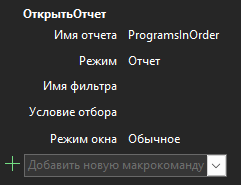 ОткрытьОтчет
Имя отчета ProgramsInOrder
Режим Отчет
Имя фильтра
Условие отбора
Режим окна Обычное
Добавить новую макрокоманду